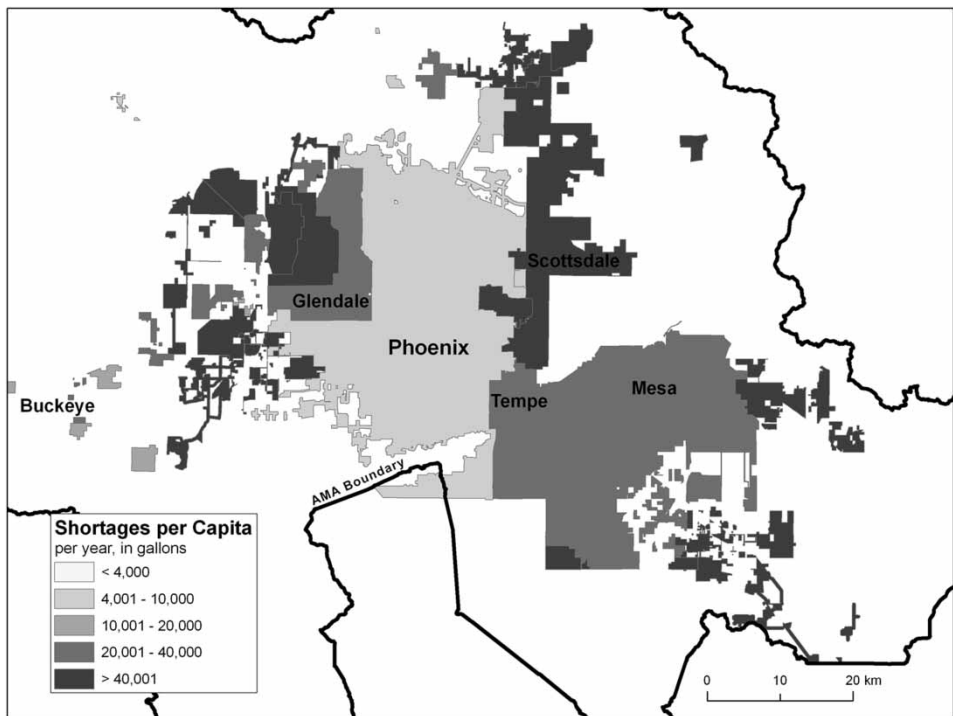 Scottsdale
Glendale
Phoenix
Buckeye
Tempe
Mesa
AMA Boundary
Shortages per Capita
per year, in gallons
< 4,000
4,001 - 10,000
10,001 - 20,000
20,001 - 40,000
> 40,001
0 10 20 km